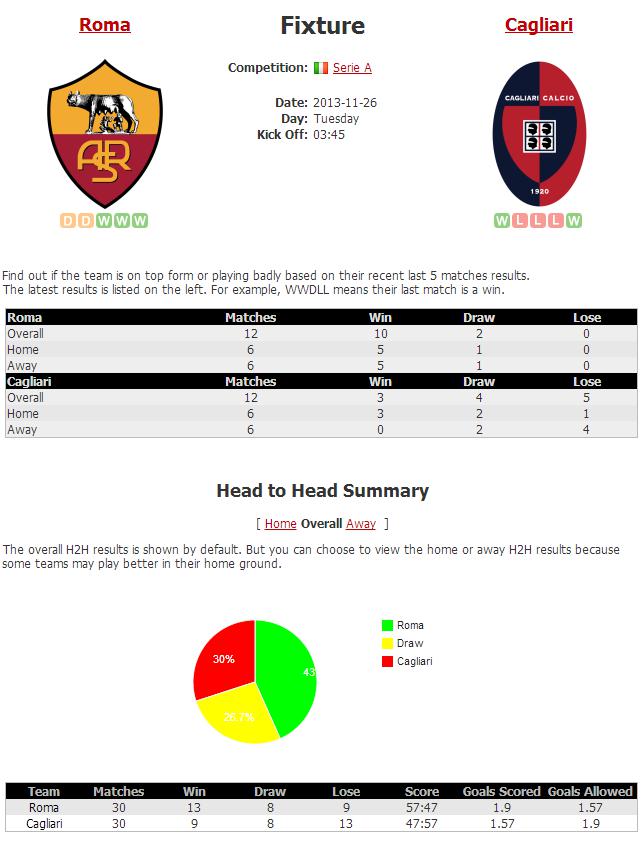 Roma
Fixture
Cagliari
Competition: Serie A
Date: 2013-11-26
Day: Tuesday
Kick Off: 03:45
ASR
CAGLIARI CALCIO
1920
D D W W W
W L L L W
Find out if the team is on top form or playing badly based on their recent last 5 matches results.
The latest results is listed on the left. For example, WWDLL means their last match is a win.
Roma Matches Win Draw Lose
Overall 12 10 2 0
Home 6 5 1 0
Away 6 5 1 0
Cagliari Matches Win Draw Lose
Overall 12 3 4 5
Home 6 3 2 1
Away 6 0 2 4
Head to Head Summary
[ Home Overall Away ]
The overall H2H results is shown by default. But you can choose to view the home or away H2H results because
some teams may play better in their home ground.
Roma
Draw
Cagliari
30%
43
26.7%
Team Matches Win Draw Lose Score Goals Scored Goals Allowed
Roma 30 13 8 9 57:47 1.9 1.57
Cagliari 30 9 8 13 47:57 1.57 1.9